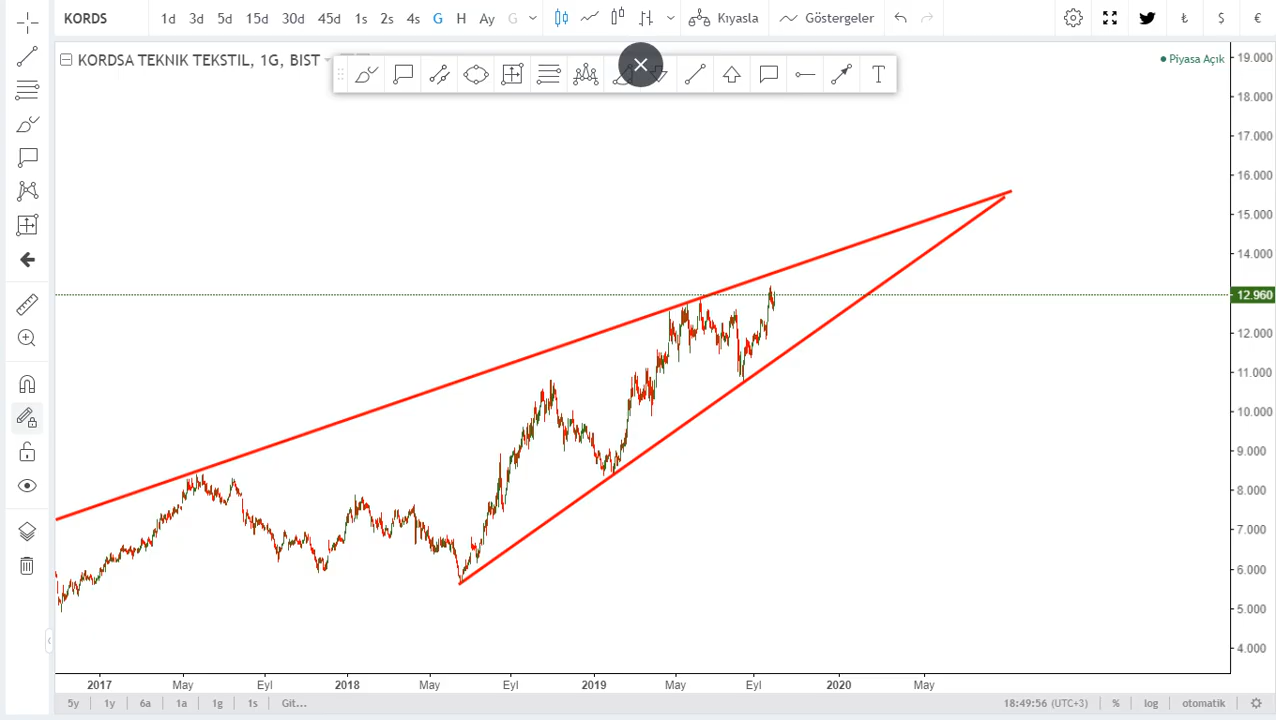 KORDS 1d 3d 5d 15d 30d 45d 1s 2s 4s G H Ay G Kıyasla Göstergeler ₺ $ €
KORDSA TEKNIK TEKSTIL, 1G, BIST
Piyasa Açık
T
19.000
18.000
17.000
16.000
15.000
14.000
12.960
12.000
11.000
10.000
9.000
8.000
7.000
6.000
5.000
4.000
2017 May Eyl 2018 May Eyl 2019 May Eyl 2020 May
5y 1y 6a 1a 1g 1s Git... 18:49:56 (UTC+3) % log otomatik